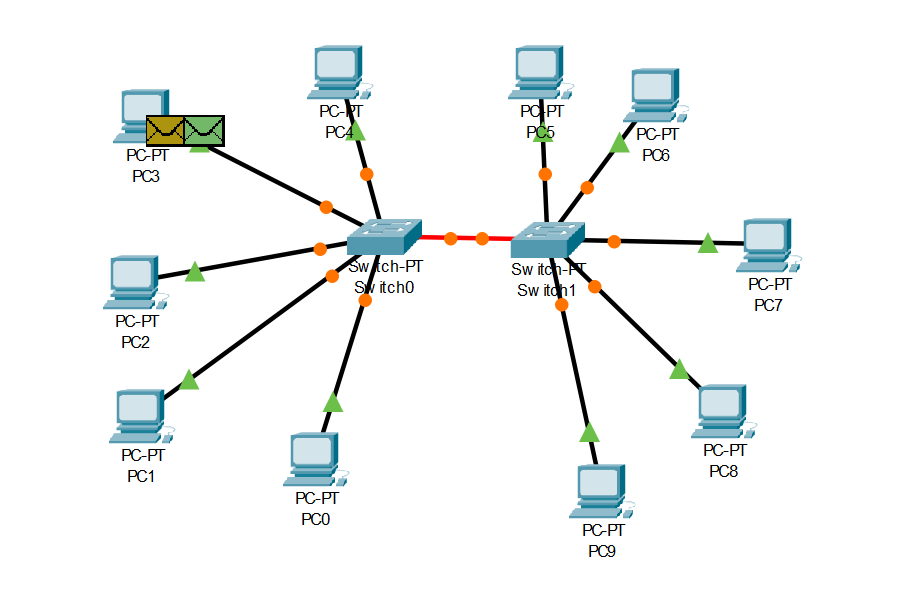 PC-PT
PC4
PC-PT
PC5
PC-PT
PC6
PC-PT
PC3
Switch-PT
Switch0
Switch-PT
Switch1
PC-PT
PC7
PC-PT
PC2
PC-PT
PC1
PC-PT
PC8
PC-PT
PC0
PC-PT
PC9